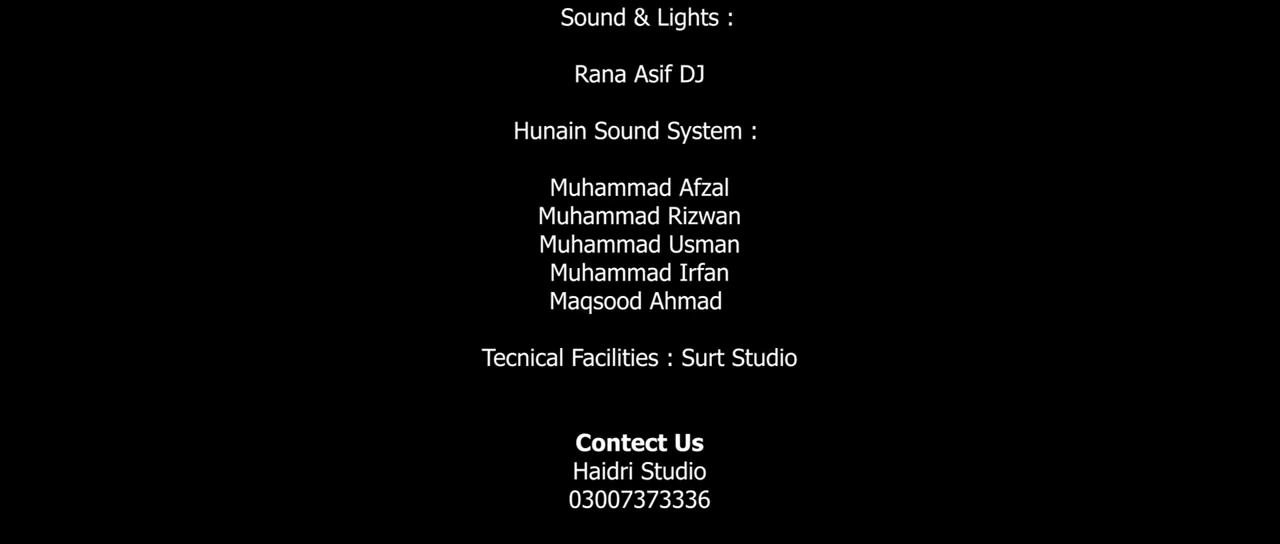 Sound & Lights :
Rana Asif DJ
Hunain Sound System :
Muhammad Afzal
Muhammad Rizwan
Muhammad Usman
Muhammad Irfan
Maqsood Ahmad
Tecnical Facilities : Surt Studio
Contect Us
Haidri Studio
03007373336